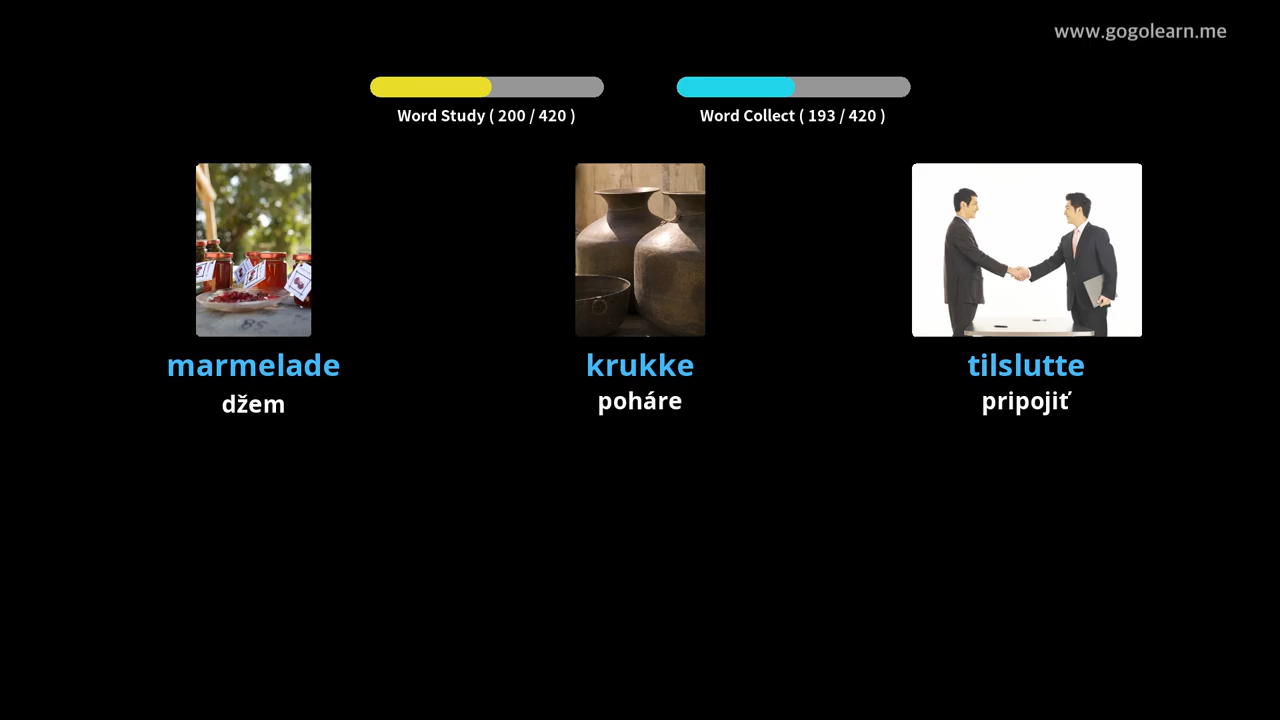 www.gogolearn.me
Word Study ( 200 / 420 )
Word Collect ( 193 / 420 )
marmelade
džem
krukke
poháre
tilslutte
pripojiť